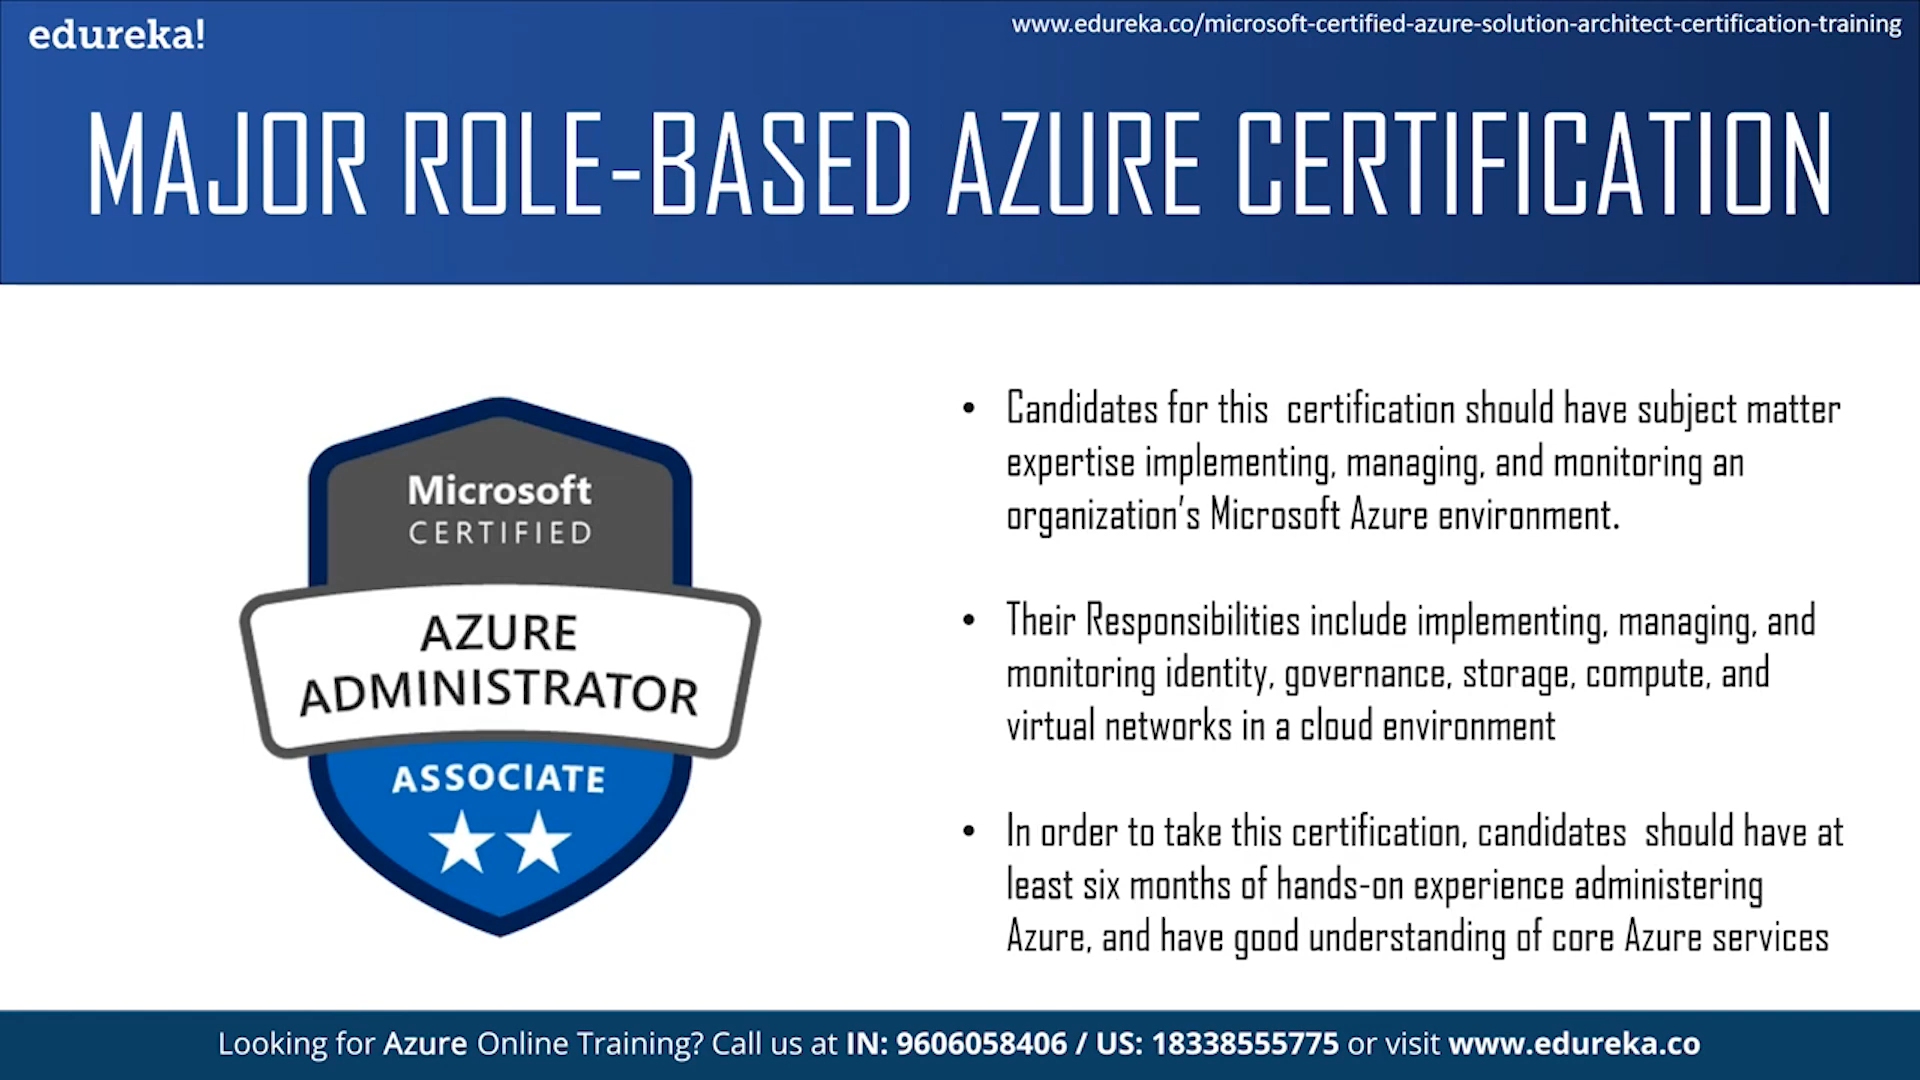 edureka!
www.edureka.co/microsoft-certified-azure-solution-architect-certification-training
MAJOR ROLE-BASED AZURE CERTIFICATION
Microsoft
CERTIFIED
AZURE
ADMINISTRATOR
ASSOCIATE
• Candidates for this  certification should have subject matter
expertise implementing, managing, and monitoring an
organization's Microsoft Azure environment.
• Their Responsibilities include implementing, managing, and
monitoring identity, governance, storage, compute, and
virtual networks in a cloud environment
• In order to take this certification, candidates  should have at
least six months of hands-on experience administering
Azure, and have good understanding of core Azure services
Looking for Azure Online Training? Call us at IN: 9606058406 / US: 18338555775 or visit www.edureka.co